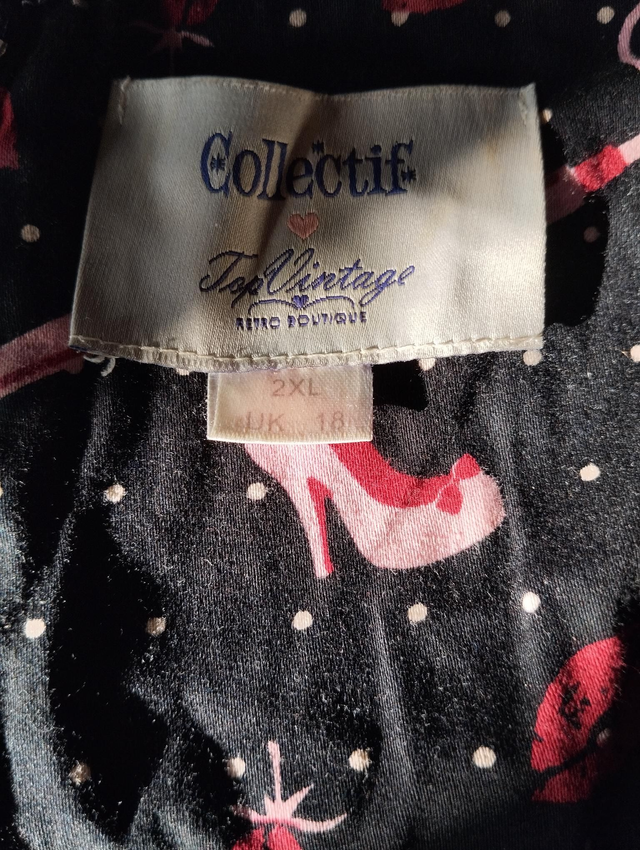 Collectif
TopVintage
RETRO BOUTIQUE
2XL
UK 18